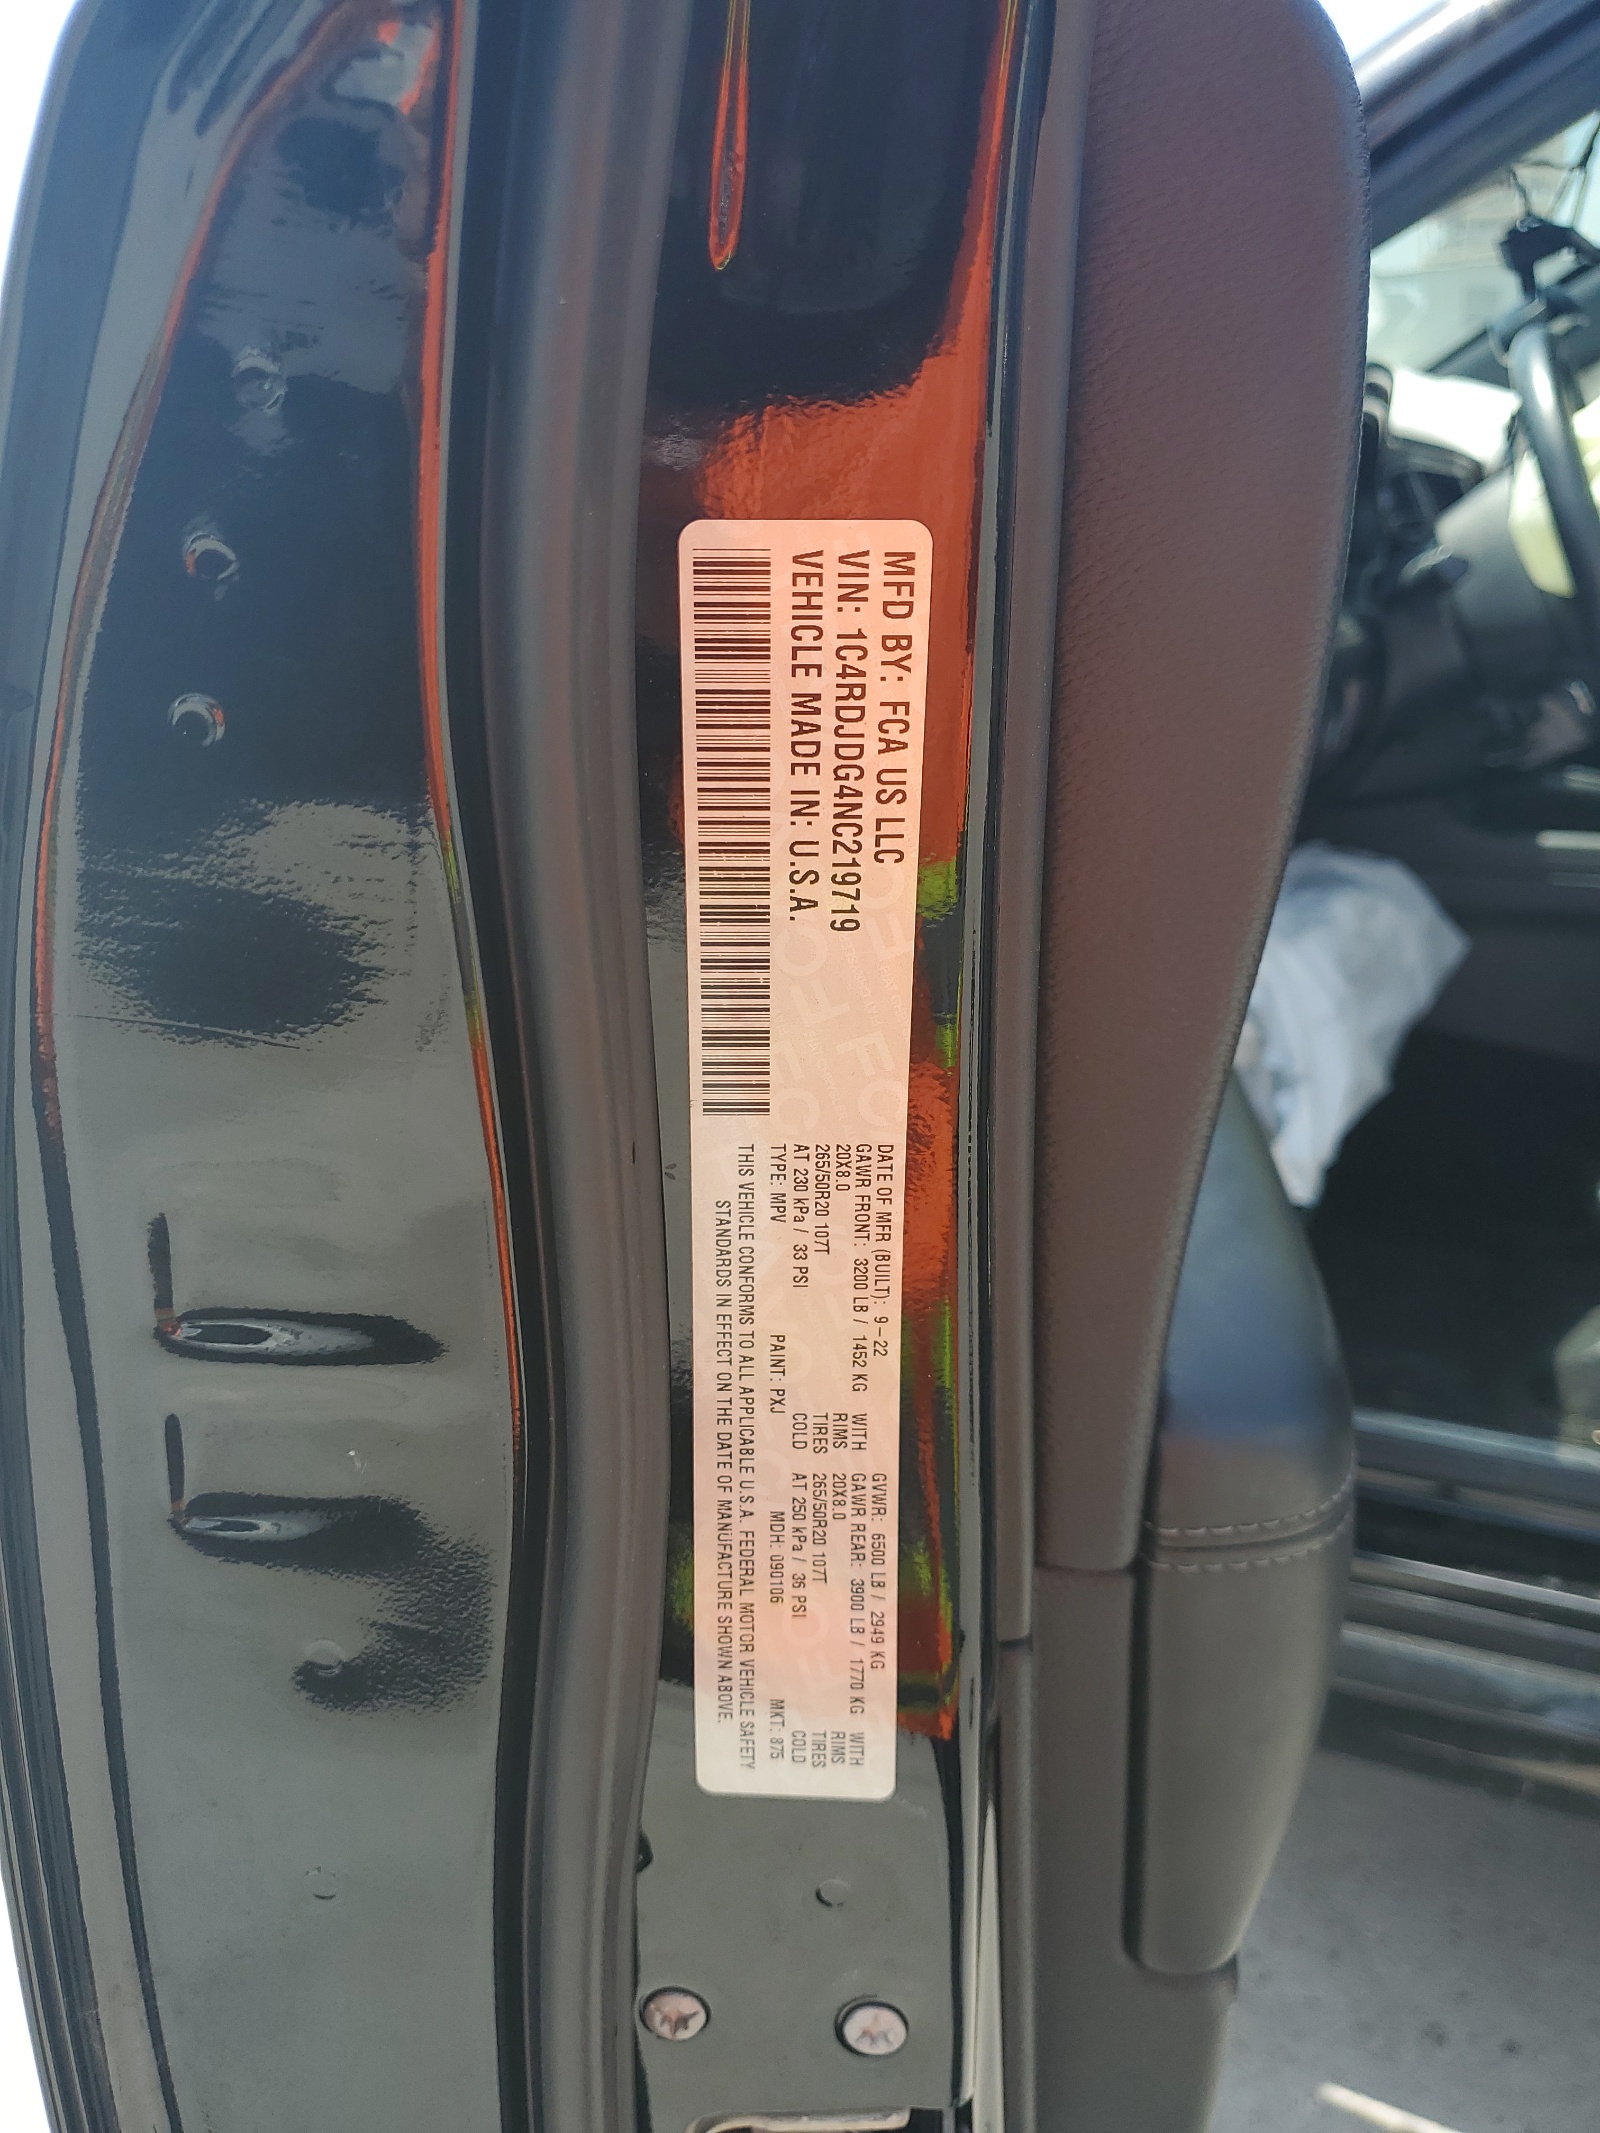 MFD BY: FCA US LLC
VIN: 1C4RDJDG4NC219719
VEHICLE MADE IN: U.S.A.
DATE OF MFR (BUILT): 9-22 GVWR: 6500 LB / 2949 KG
GAWR FRONT: 3200 LB / 1452 KG WITH GAWR REAR: 3900 LB / 1770 KG WITH
20X8.0 RIMS 20X8.0 RIMS
265/50R20 107T TIRES 265/50R20 107T TIRES
AT 230 kPa / 33 PSI COLD AT 250 kPa / 36 PSI COLD
TYPE: MPV PAINT: PXJ MDH: 090106 MKT: 875
THIS VEHICLE CONFORMS TO ALL APPLICABLE U.S.A. FEDERAL MOTOR VEHICLE SAFETY
STANDARDS IN EFFECT ON THE DATE OF MANUFACTURE SHOWN ABOVE.